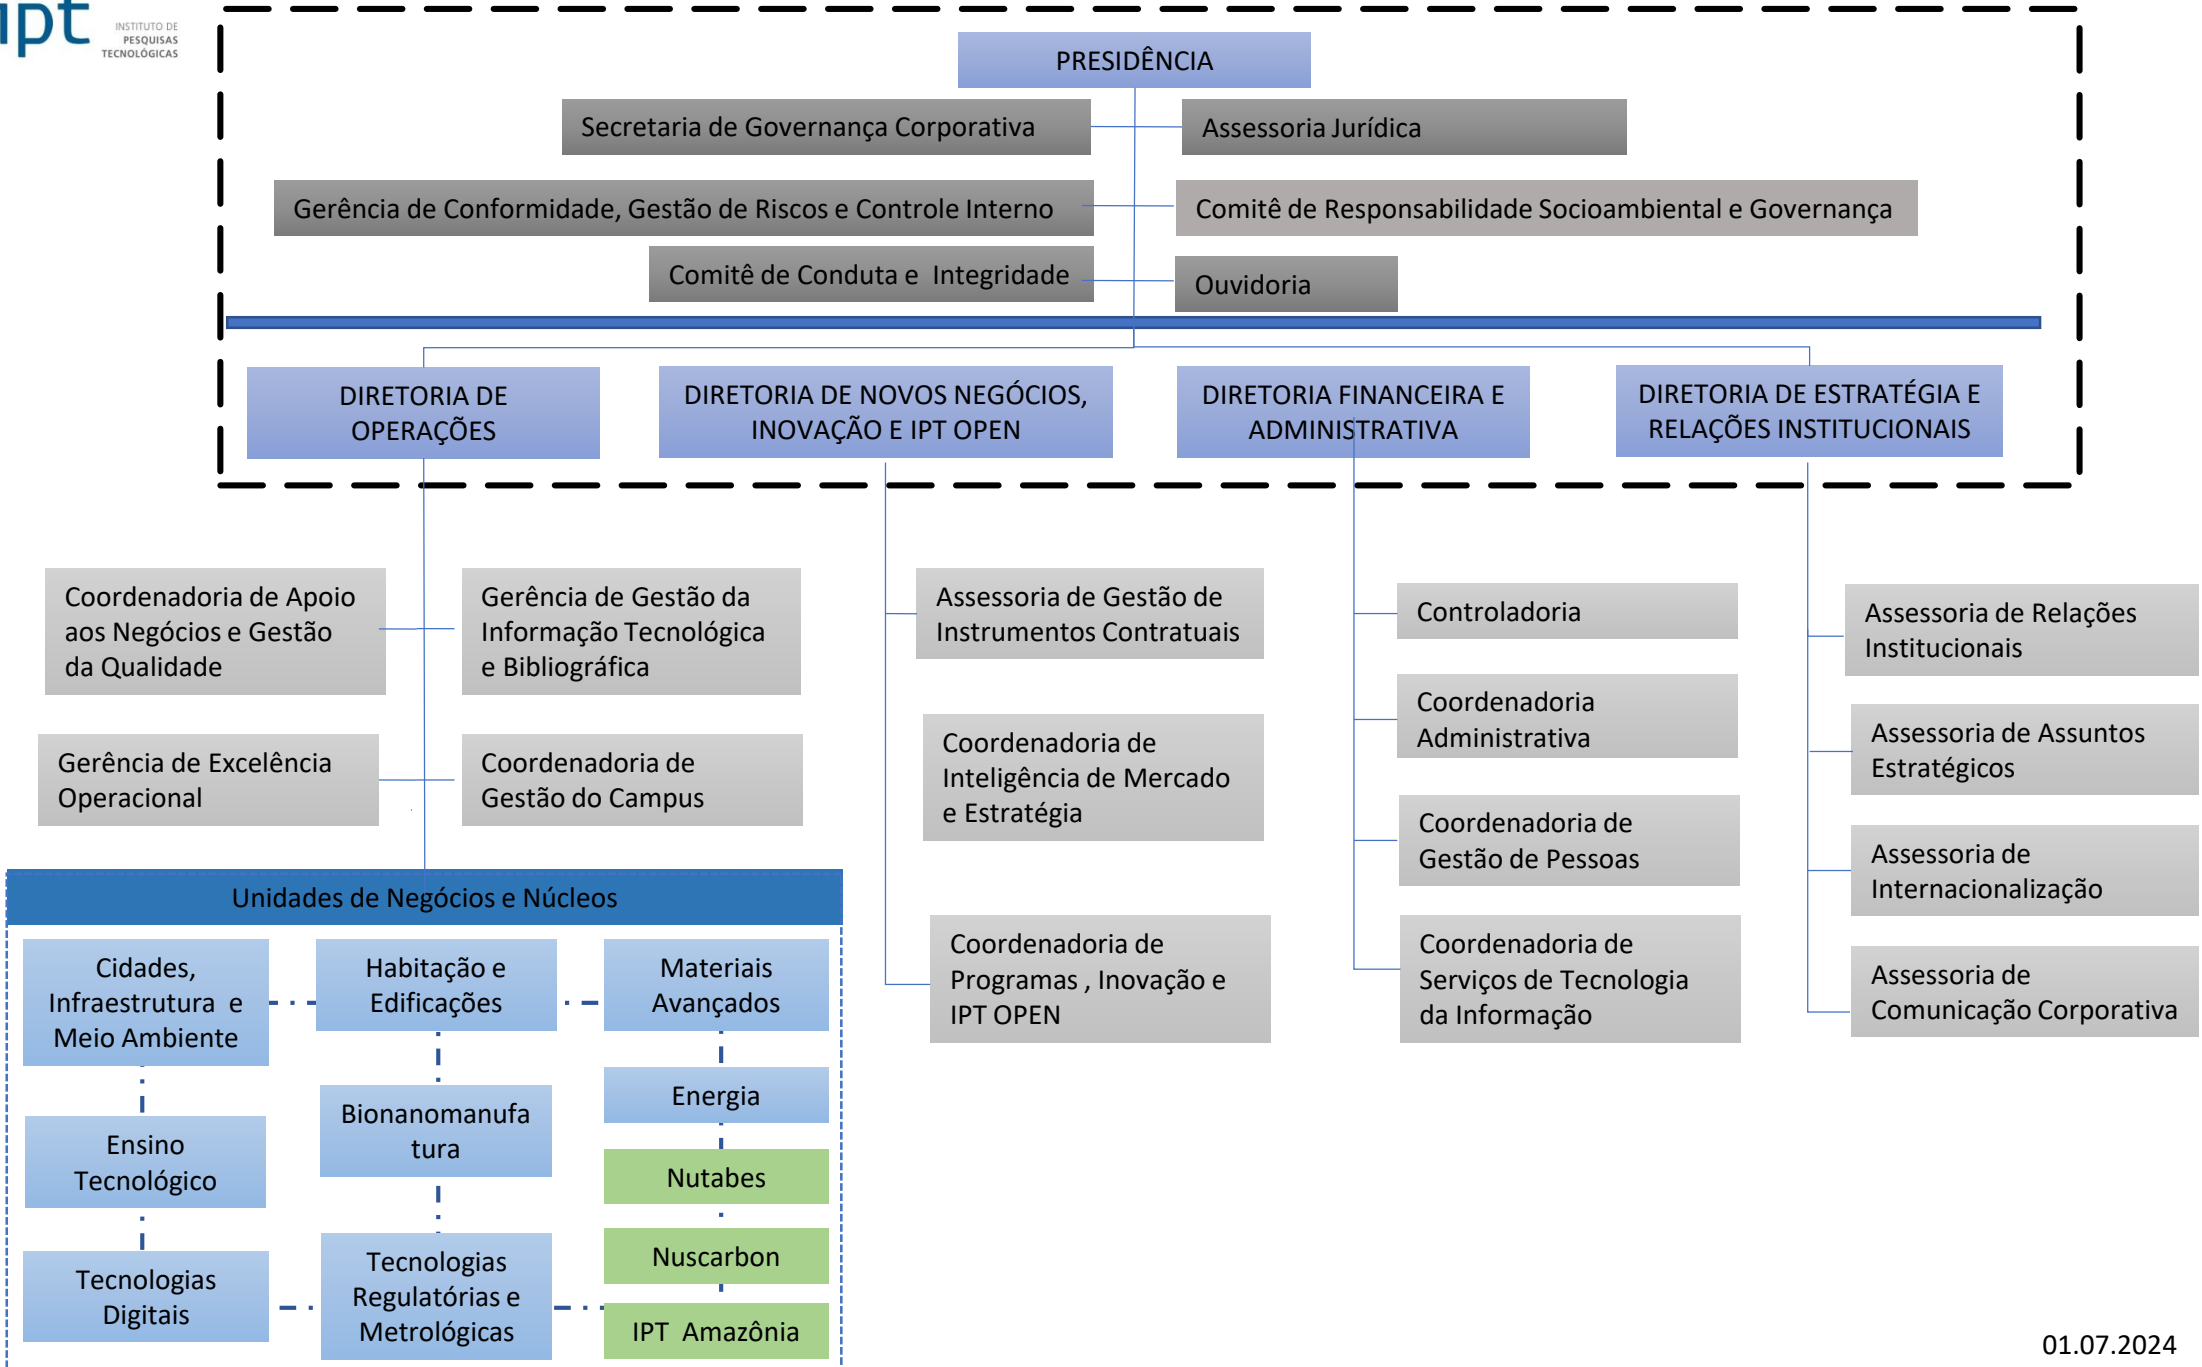 ipt
INSTITUTO DE
PESQUISAS
TECNOLÓGICAS
PRESIDÊNCIA
Secretaria de Governança Corporativa
Assessoria Jurídica
Gerência de Conformidade, Gestão de Riscos e Controle Interno
Comitê de Responsabilidade Socioambiental e Governança
Comitê de Conduta e Integridade
Ouvidoria
DIRETORIA DE
OPERAÇÕES
DIRETORIA DE NOVOS NEGÓCIOS,
INOVAÇÃO E IPT OPEN
DIRETORIA FINANCEIRA E
ADMINISTRATIVA
DIRETORIA DE ESTRATÉGIA E
RELAÇÕES INSTITUCIONAIS
Coordenadoria de Apoio
aos Negócios e Gestão
da Qualidade
Gerência de Gestão da
Informação Tecnológica
e Bibliográfica
Gerência de Excelência
Operacional
Coordenadoria de
Gestão do Campus
Assessoria de Gestão de
Instrumentos Contratuais
Coordenadoria de
Inteligência de Mercado
e Estratégia
Coordenadoria de
Programas , Inovação e
IPT OPEN
Controladoria
Coordenadoria
Administrativa
Coordenadoria de
Gestão de Pessoas
Coordenadoria de
Serviços de Tecnologia
da Informação
Assessoria de Relações
Institucionais
Assessoria de Assuntos
Estratégicos
Assessoria de
Internacionalização
Assessoria de
Comunicação Corporativa
Unidades de Negócios e Núcleos
Cidades,
Infraestrutura e
Meio Ambiente
Habitação e
Edificações
Materiais
Avançados
Ensino
Tecnológico
Bionanomanufa
tura
Energia
Nutabes
Nuscarbon
Tecnologias
Digitais
Tecnologias
Regulatórias e
Metrológicas
IPT Amazônia
01.07.2024